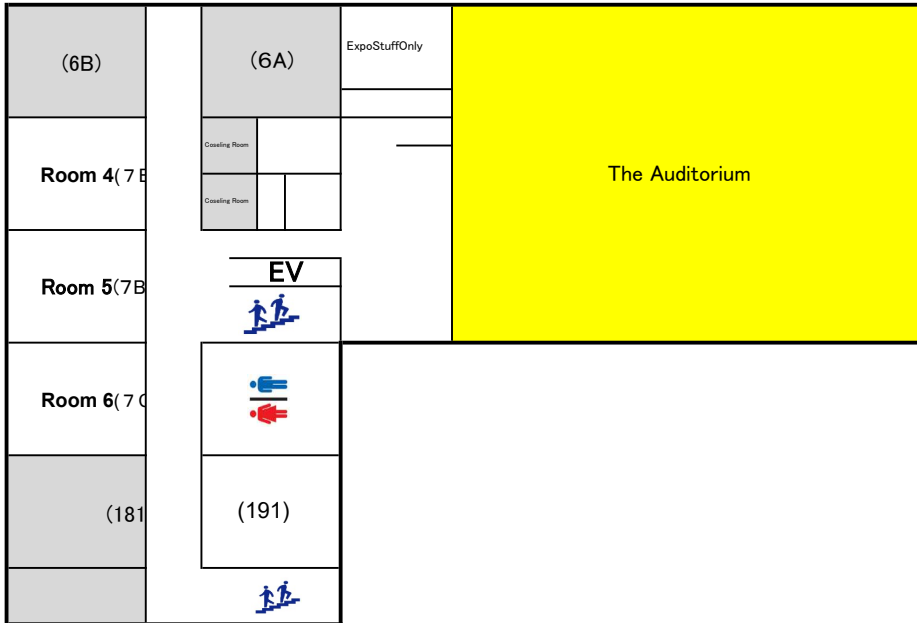 (6B)
(6A)
ExpoStuffOnly
Coseling Room
Room 4(７
The Auditorium
Coseling Room
EV
Room 5(7B
Room 6(７
(181
(191)